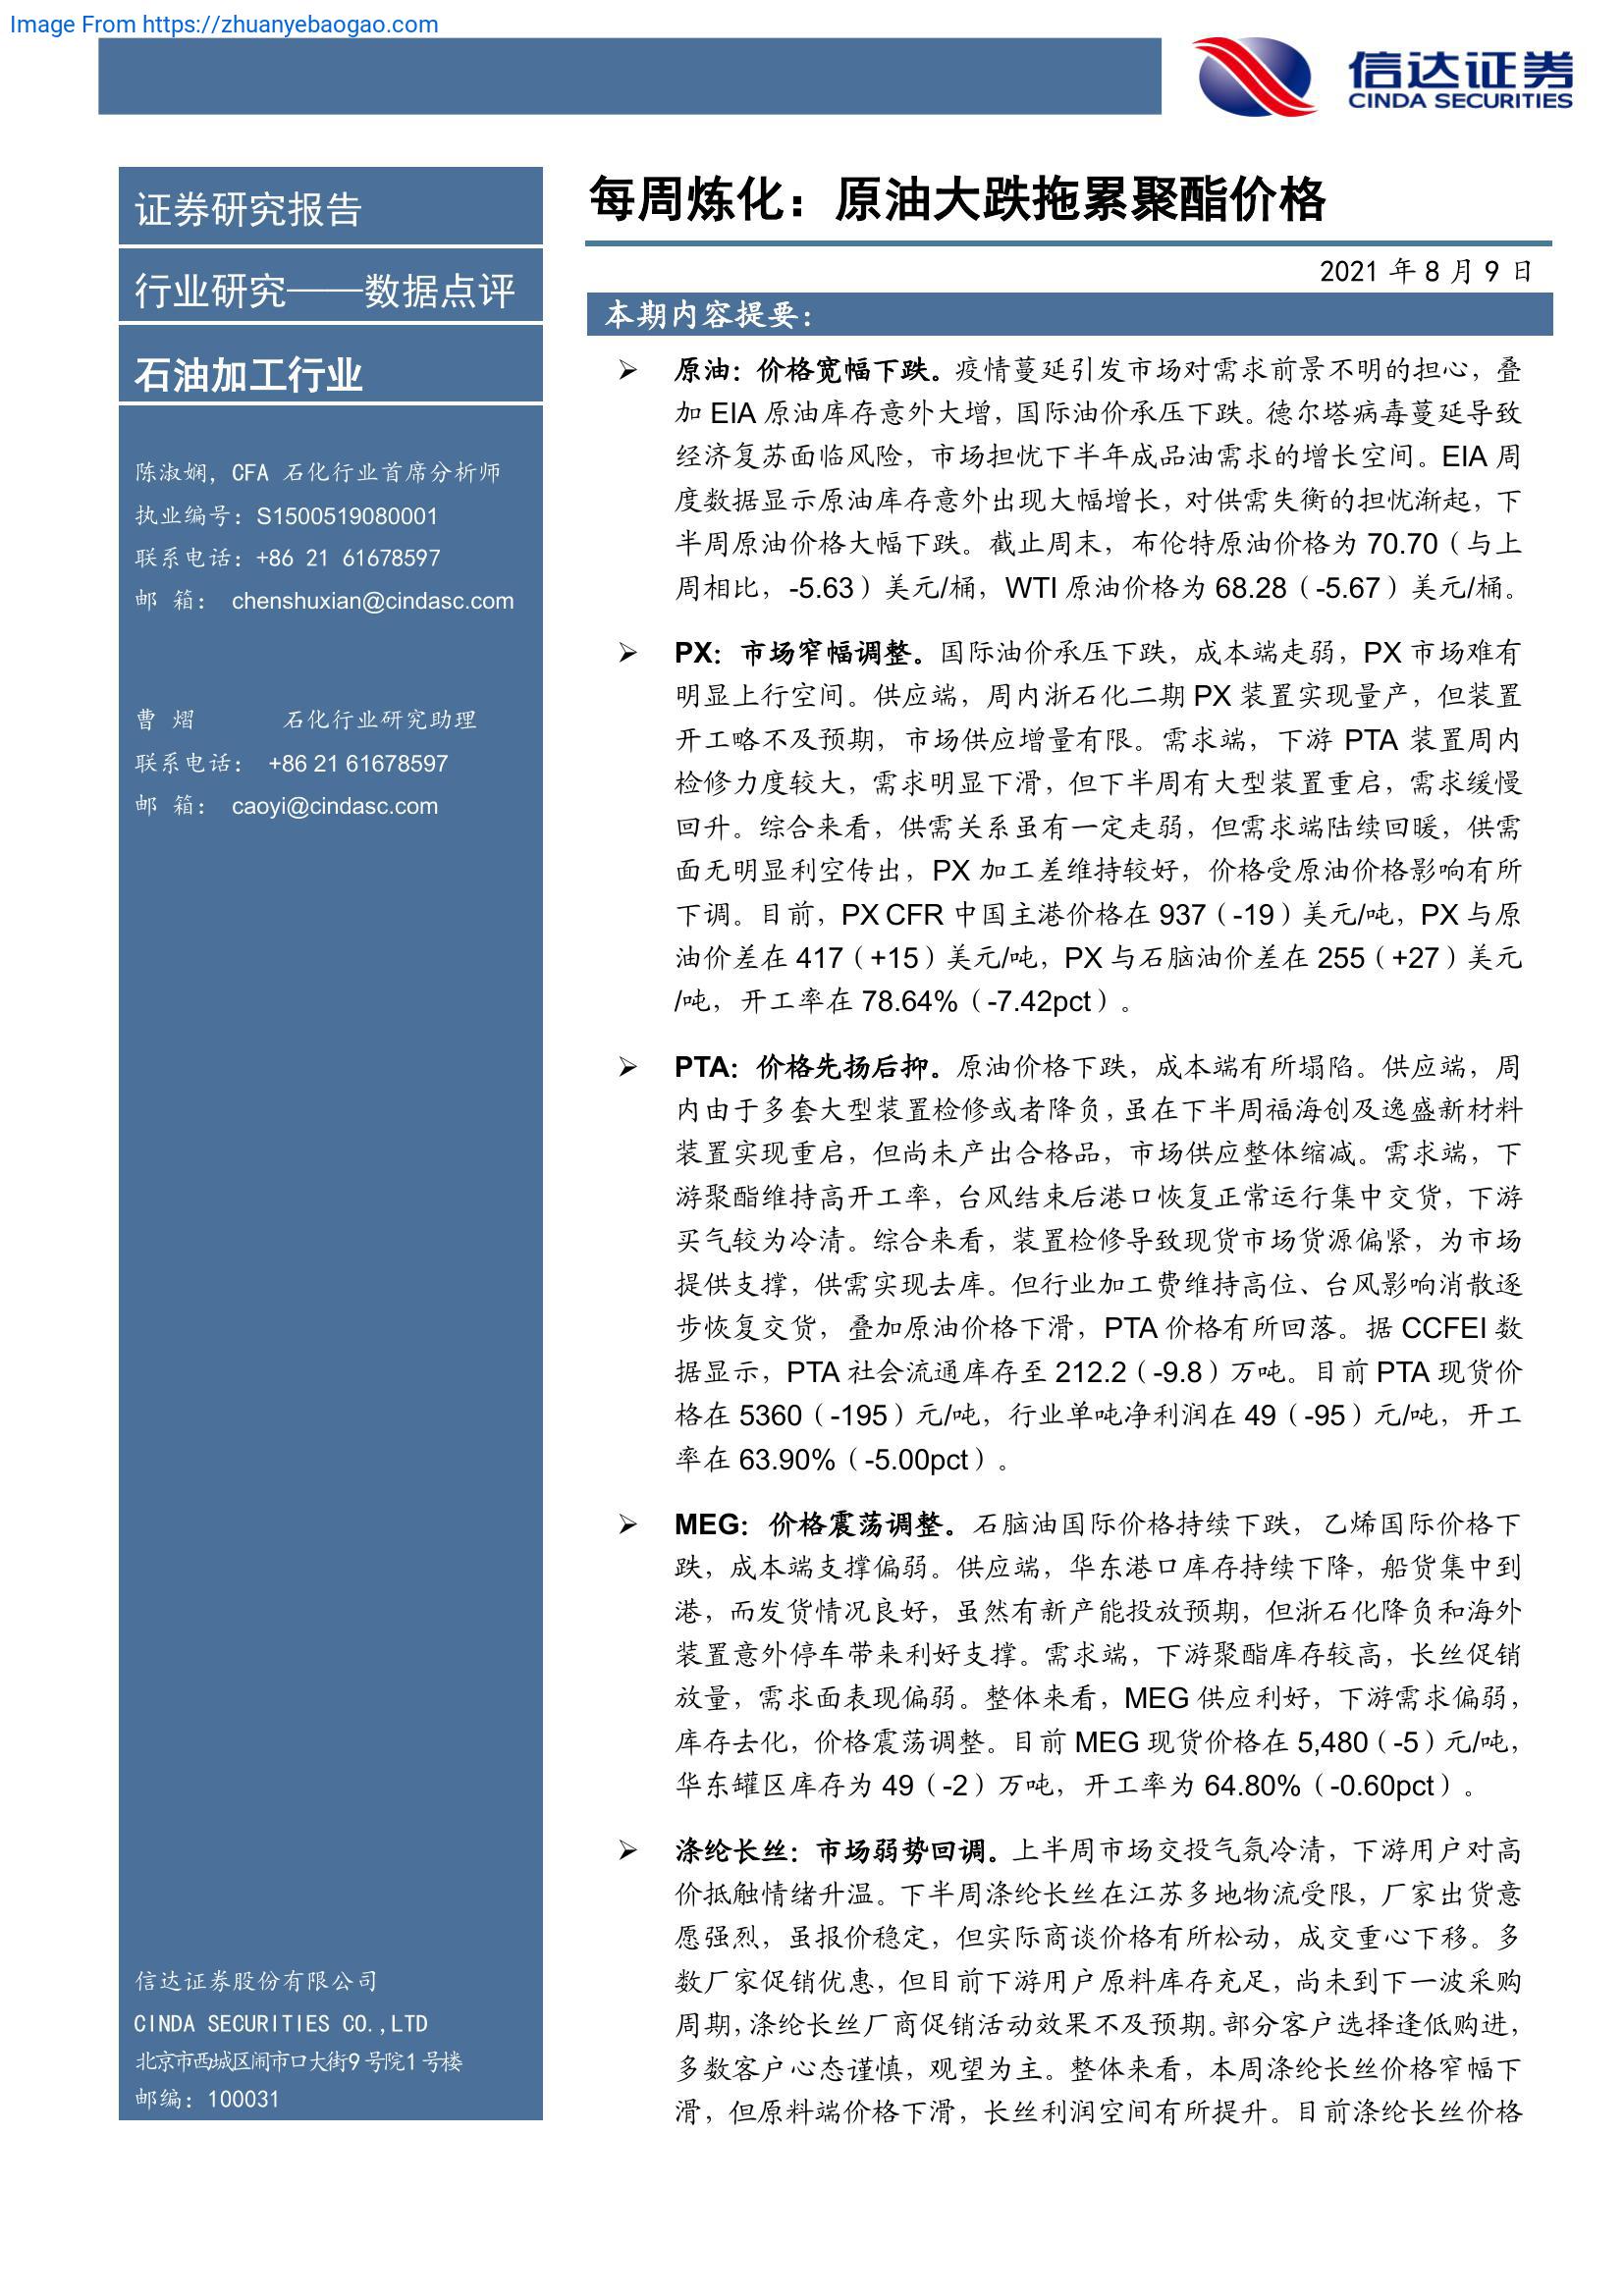 Image From https://zhuanyebaogao.com
信达证券
CINDA SECURITIES
证券研究报告
行业研究——数据点评
石油加工行业
陈淑娴, CFA 石化行业首席分析师
执业编号：S1500519080001
联系电话：+86 21 61678597
邮 箱： chenshuxian@cindasc.com
曹 熠 石化行业研究助理
联系电话： +86 21 61678597
邮 箱： caoyi@cindasc.com
信达证券股份有限公司
CINDA SECURITIES CO.,LTD
北京市西城区闹市口大街9号院1号楼
邮编：100031
每周炼化：原油大跌拖累聚酯价格
2021 年 8 月 9 日
本期内容提要：
➢ 原油：价格宽幅下跌。疫情蔓延引发市场对需求前景不明的担心，叠
加 EIA 原油库存意外大增，国际油价承压下跌。德尔塔病毒蔓延导致
经济复苏面临风险，市场担忧下半年成品油需求的增长空间。EIA 周
度数据显示原油库存意外出现大幅增长，对供需失衡的担忧渐起，下
半周原油价格大幅下跌。截止周末，布伦特原油价格为 70.70（与上
周相比，-5.63）美元/桶，WTI 原油价格为 68.28（-5.67）美元/桶。
➢ PX：市场窄幅调整。国际油价承压下跌，成本端走弱，PX 市场难有
明显上行空间。供应端，周内浙石化二期 PX 装置实现量产，但装置
开工略不及预期，市场供应增量有限。需求端，下游 PTA 装置周内
检修力度较大，需求明显下滑，但下半周有大型装置重启，需求缓慢
回升。综合来看，供需关系虽有一定走弱，但需求端陆续回暖，供需
面无明显利空传出，PX 加工差维持较好，价格受原油价格影响有所
下调。目前，PX CFR 中国主港价格在 937（-19）美元/吨，PX 与原
油价差在 417（+15）美元/吨，PX 与石脑油价差在 255（+27）美元
/吨，开工率在 78.64%（-7.42pct）。
➢ PTA：价格先扬后抑。原油价格下跌，成本端有所塌陷。供应端，周
内由于多套大型装置检修或者降负，虽在下半周福海创及逸盛新材料
装置实现重启，但尚未产出合格品，市场供应整体缩减。需求端，下
游聚酯维持高开工率，台风结束后港口恢复正常运行集中交货，下游
买气较为冷清。综合来看，装置检修导致现货市场货源偏紧，为市场
提供支撑，供需实现去库。但行业加工费维持高位、台风影响消散逐
步恢复交货，叠加原油价格下滑，PTA 价格有所回落。据 CCFEI 数
据显示，PTA 社会流通库存至 212.2（-9.8）万吨。目前 PTA 现货价
格在 5360（-195）元/吨，行业单吨净利润在 49（-95）元/吨，开工
率在 63.90%（-5.00pct）。
➢ MEG：价格震荡调整。石脑油国际价格持续下跌，乙烯国际价格下
跌，成本端支撑偏弱。供应端，华东港口库存持续下降，船货集中到
港，而发货情况良好，虽然有新产能投放预期，但浙石化降负和海外
装置意外停车带来利好支撑。需求端，下游聚酯库存较高，长丝促销
放量，需求面表现偏弱。整体来看，MEG 供应利好，下游需求偏弱，
库存去化，价格震荡调整。目前 MEG 现货价格在 5,480（-5）元/吨，
华东罐区库存为 49（-2）万吨，开工率为 64.80%（-0.60pct）。
➢ 涤纶长丝：市场弱势回调。上半周市场交投气氛冷清，下游用户对高
价抵触情绪升温。下半周涤纶长丝在江苏多地物流受限，厂家出货意
愿强烈，虽报价稳定，但实际商谈价格有所松动，成交重心下移。多
数厂家促销优惠，但目前下游用户原料库存充足，尚未到下一波采购
周期，涤纶长丝厂商促销活动效果不及预期。部分客户选择逢低购进，
多数客户心态谨慎，观望为主。整体来看，本周涤纶长丝价格窄幅下
滑，但原料端价格下滑，长丝利润空间有所提升。目前涤纶长丝价格